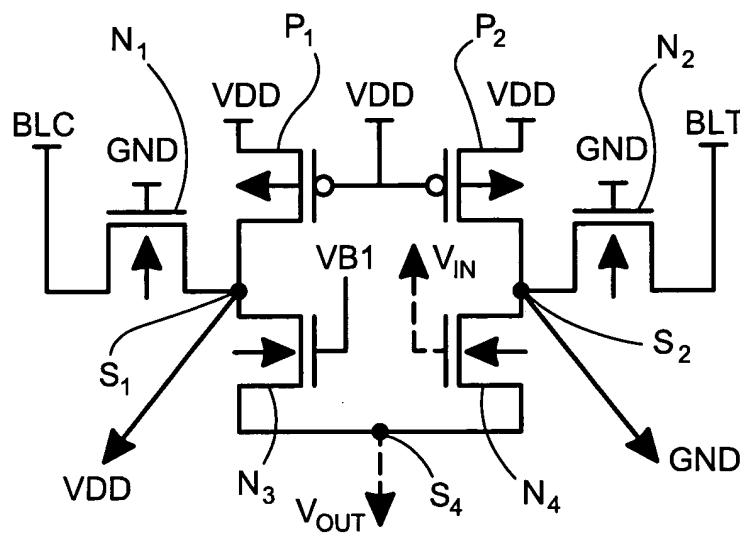 P1
P2
N1
N2
VDD
VDD
VDD
BLC
GND
GND
BLT
VB1
VIN
S1
S2
VDD
N3
VOUT
S4
N4
GND